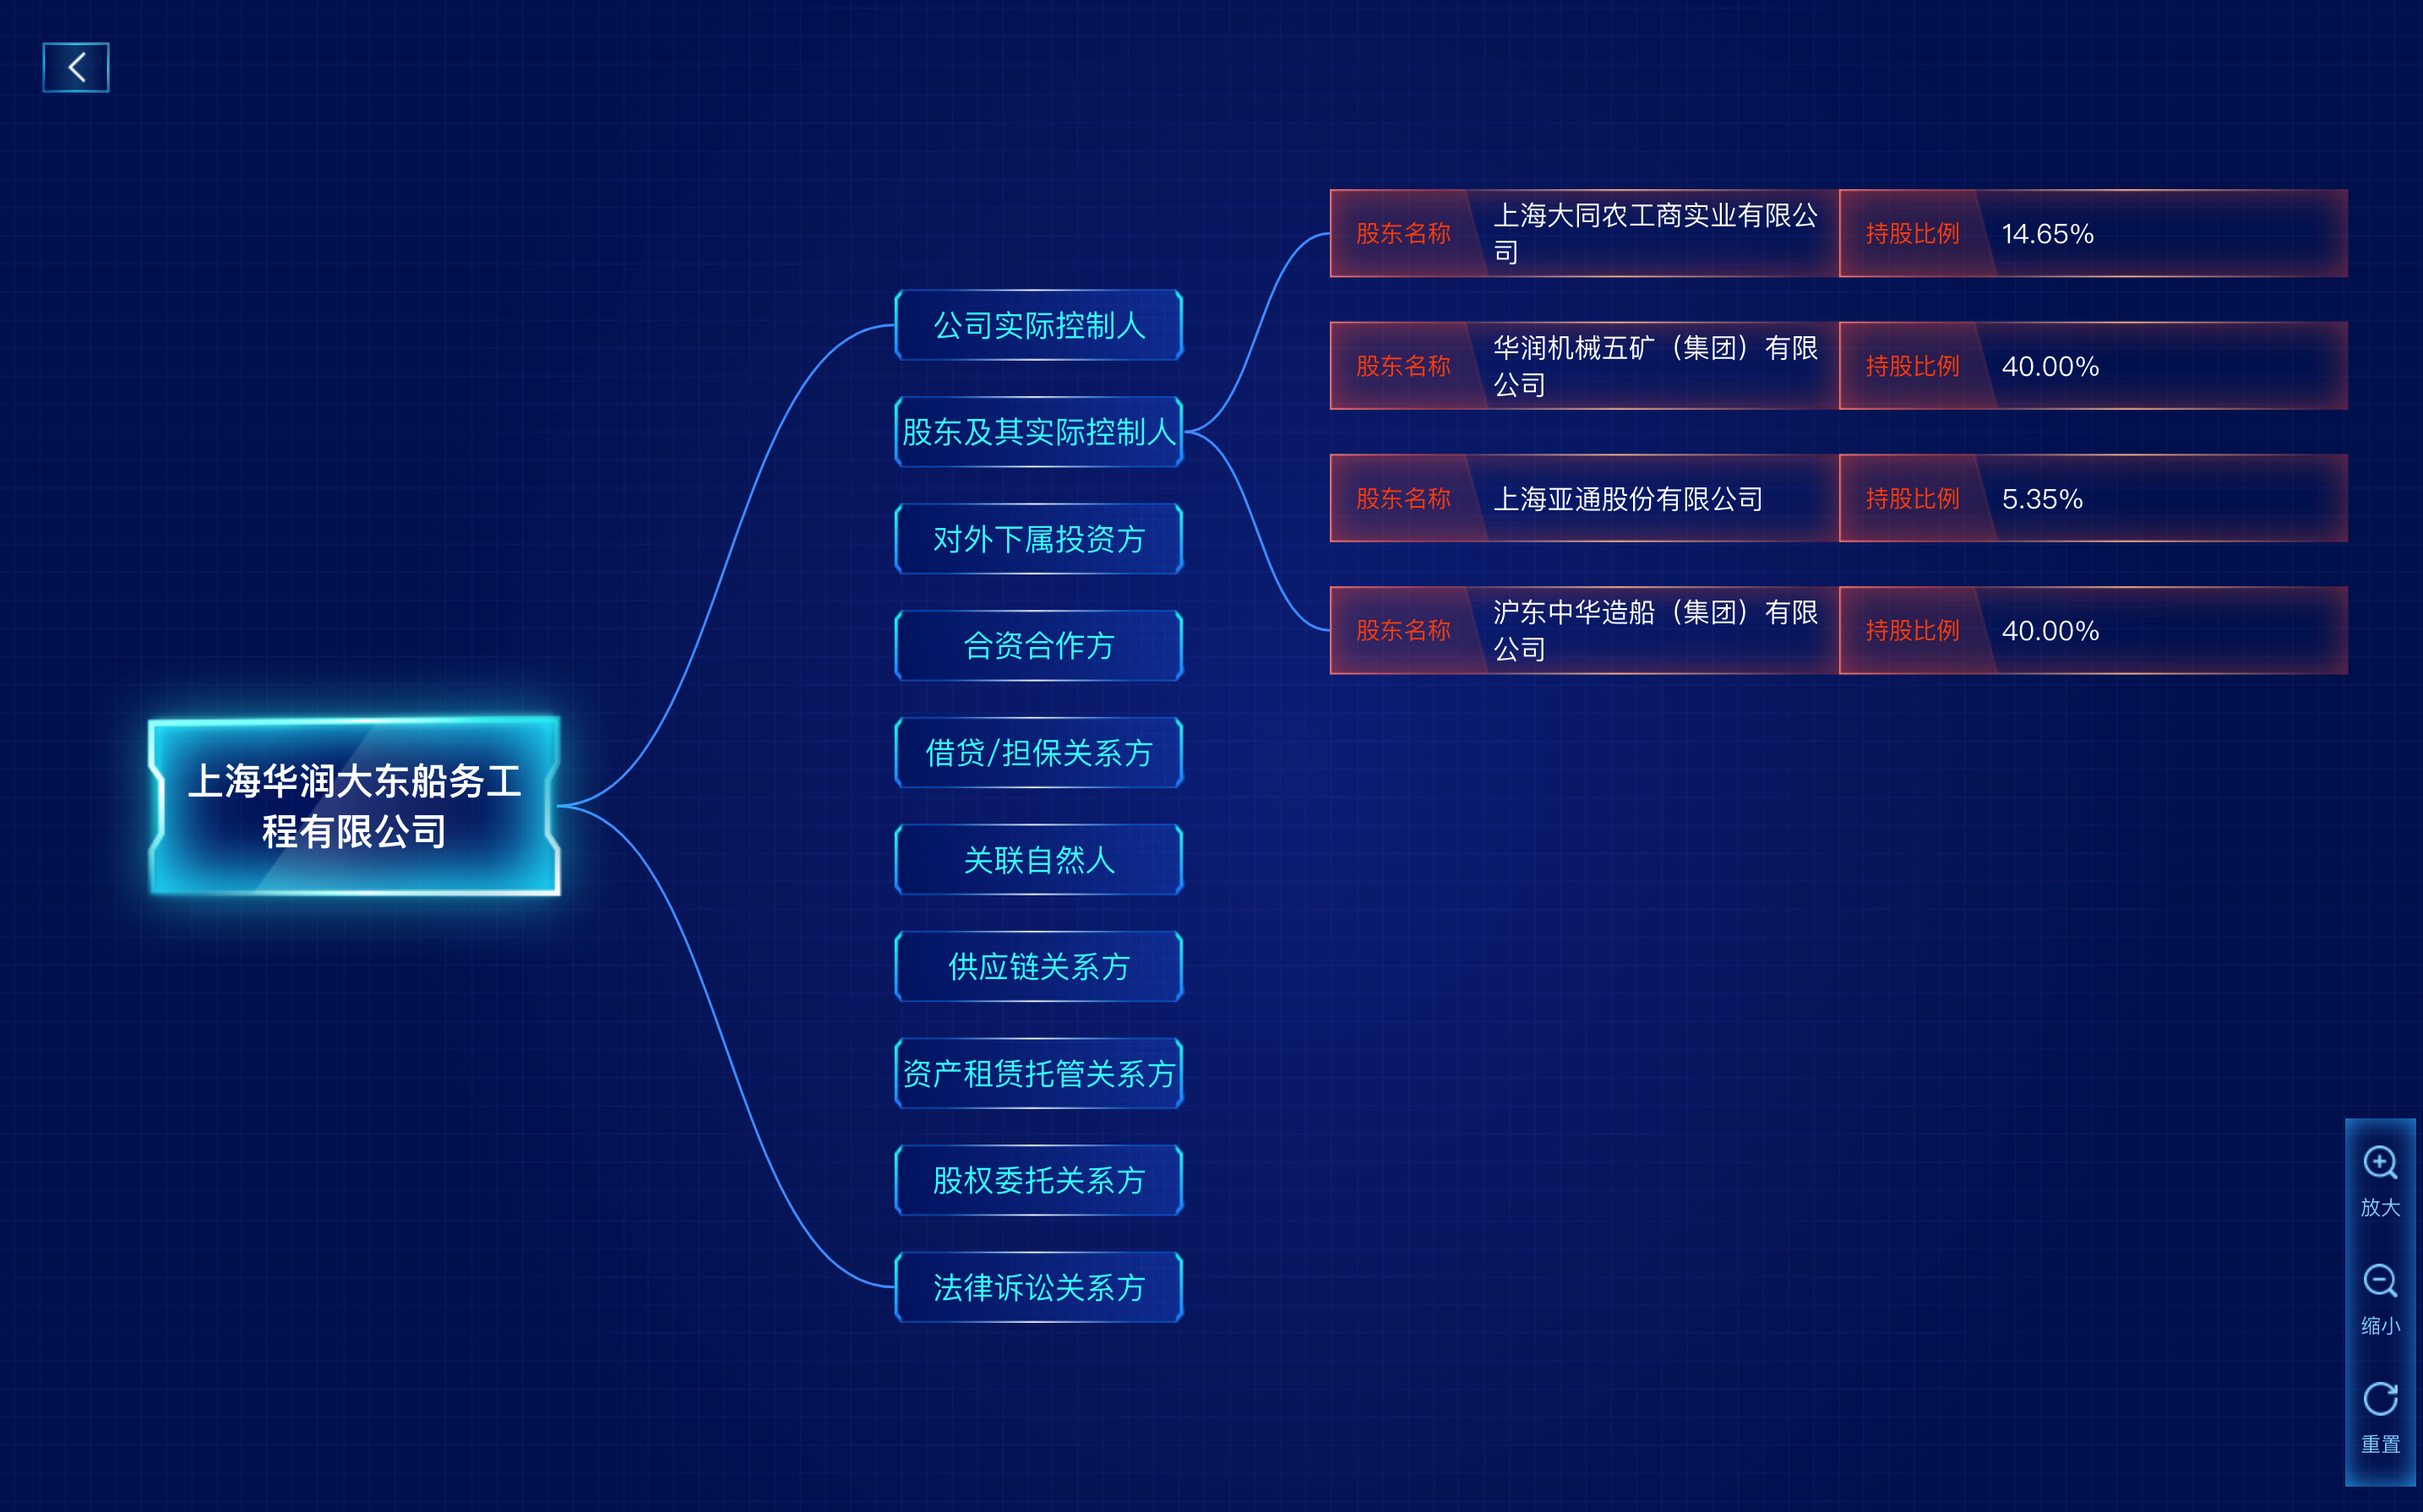 上海华润大东船务工
程有限公司
公司实际控制人
股东及其实际控制人
对外下属投资方
合资合作方
借贷/担保关系方
关联自然人
供应链关系方
资产租赁托管关系方
股权委托关系方
法律诉讼关系方
股东名称
上海大同农工商实业有限公
司
持股比例
14.65%
股东名称
华润机械五矿（集团）有限
公司
持股比例
40.00%
股东名称
上海亚通股份有限公司
持股比例
5.35%
股东名称
沪东中华造船（集团）有限
公司
持股比例
40.00%
放大
缩小
重置